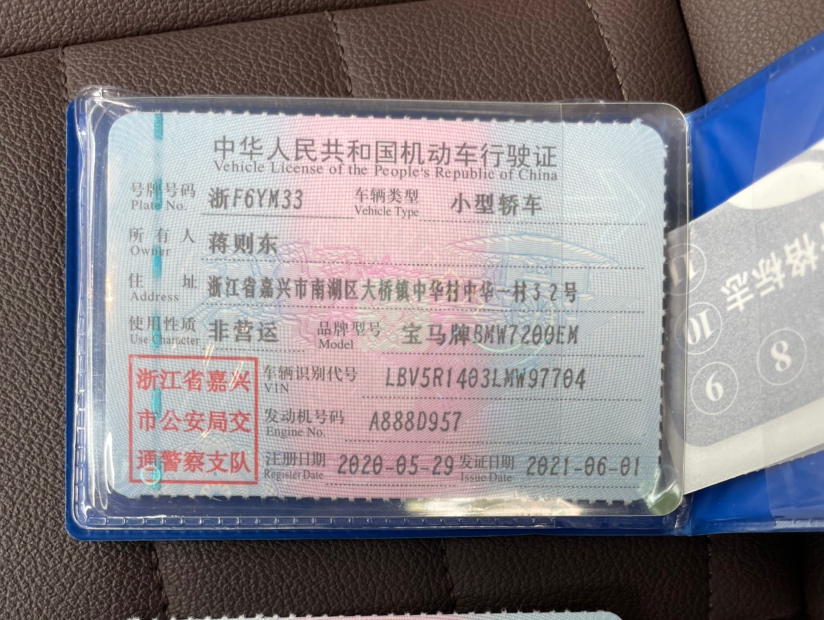 中华人民共和国机动车行驶证
Vehicle License of the People's Republic of China
号牌号码 浙F6YM33 车辆类型 小型轿车
Plate No. Vehicle Type
所有人 蒋则东
Owner
住址 浙江省嘉兴市南湖区大桥镇中华村中华一村32号
Address
使用性质 非营运 品牌型号 宝马牌BMW7200EM
Use Character Model
浙江省嘉兴
市公安局交
通警察支队
车辆识别代号 LBV5R1403LMW97704
VIN
发动机号码 A888D957
Engine No.
注册日期 2020-05-29 发证日期 2021-06-01
Register Date Issue Date
格标志
11
10
9
8